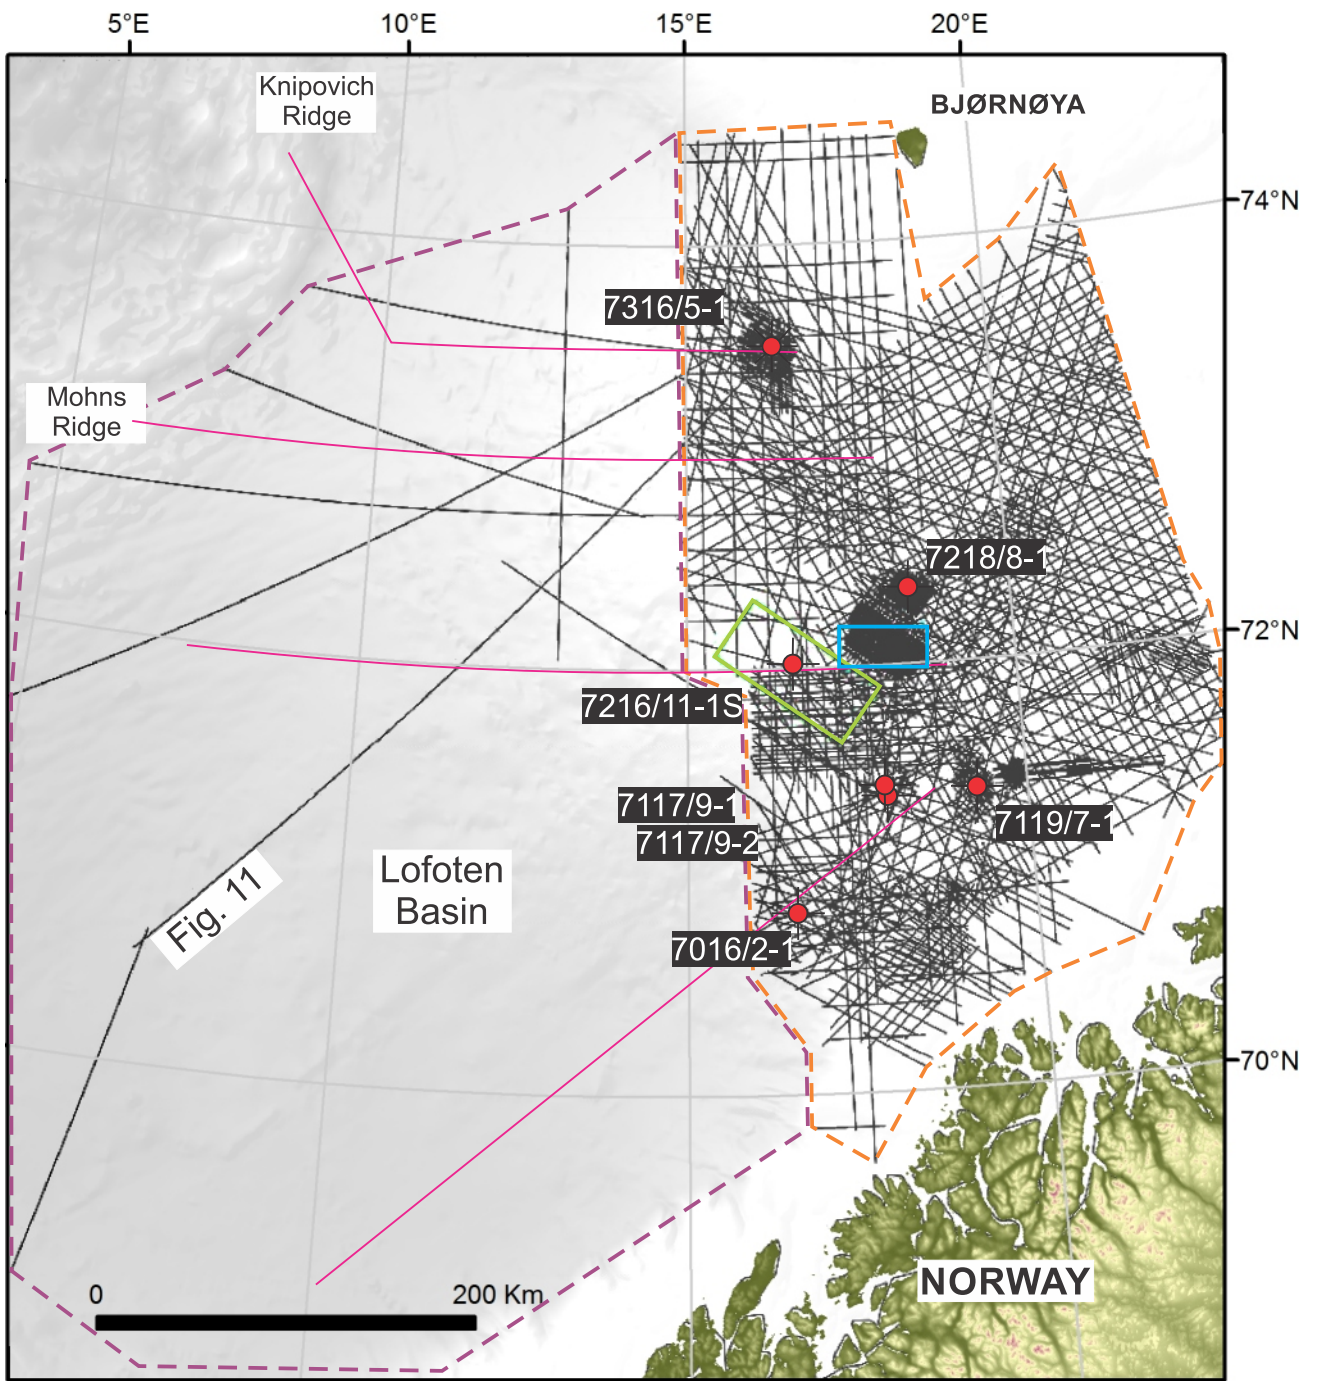 5°E
10°E
15°E
20°E
Knipovich
Ridge
BJØRNØYA
74°N
7316/5-1
Mohns
Ridge
7218/8-1
72°N
7216/11-1S
7117/9-1
7117/9-2
7119/7-1
Lofoten
Basin
Fig. 11
7016/2-1
70°N
NORWAY
0
200 Km